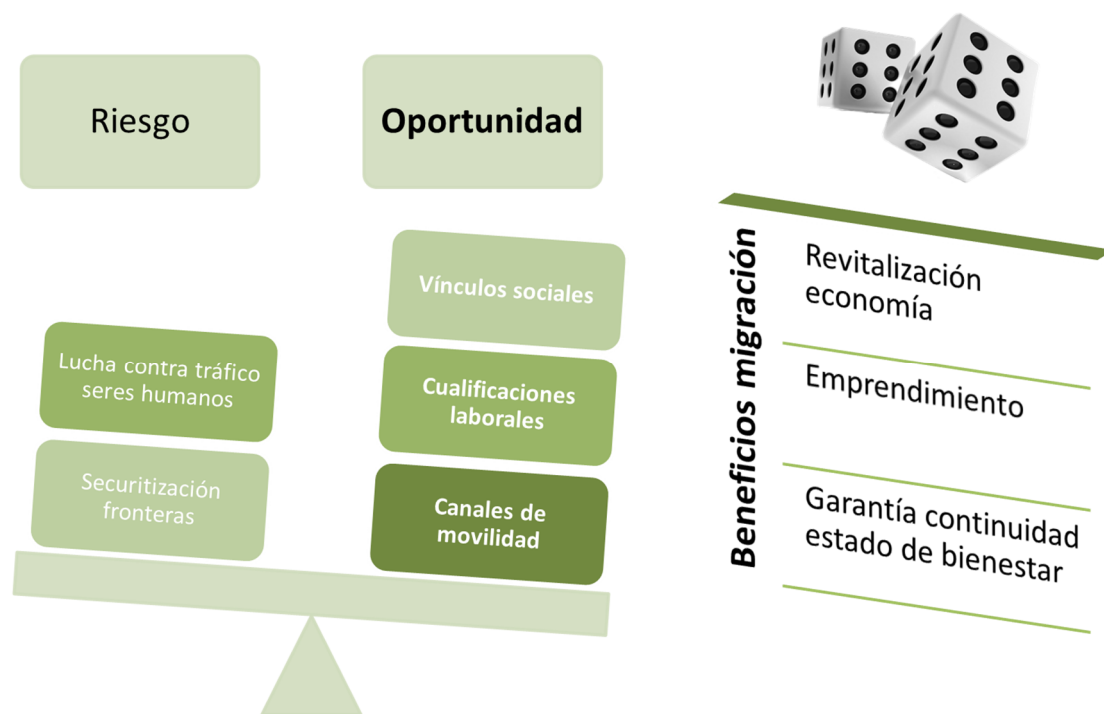 Riesgo
Oportunidad
Vínculos sociales
Lucha contra tráfico
seres humanos
Cualificaciones
laborales
Securitización
fronteras
Canales de
movilidad
Beneficios migración
Revitalización
economía
Emprendimiento
Garantía continuidad
estado de bienestar